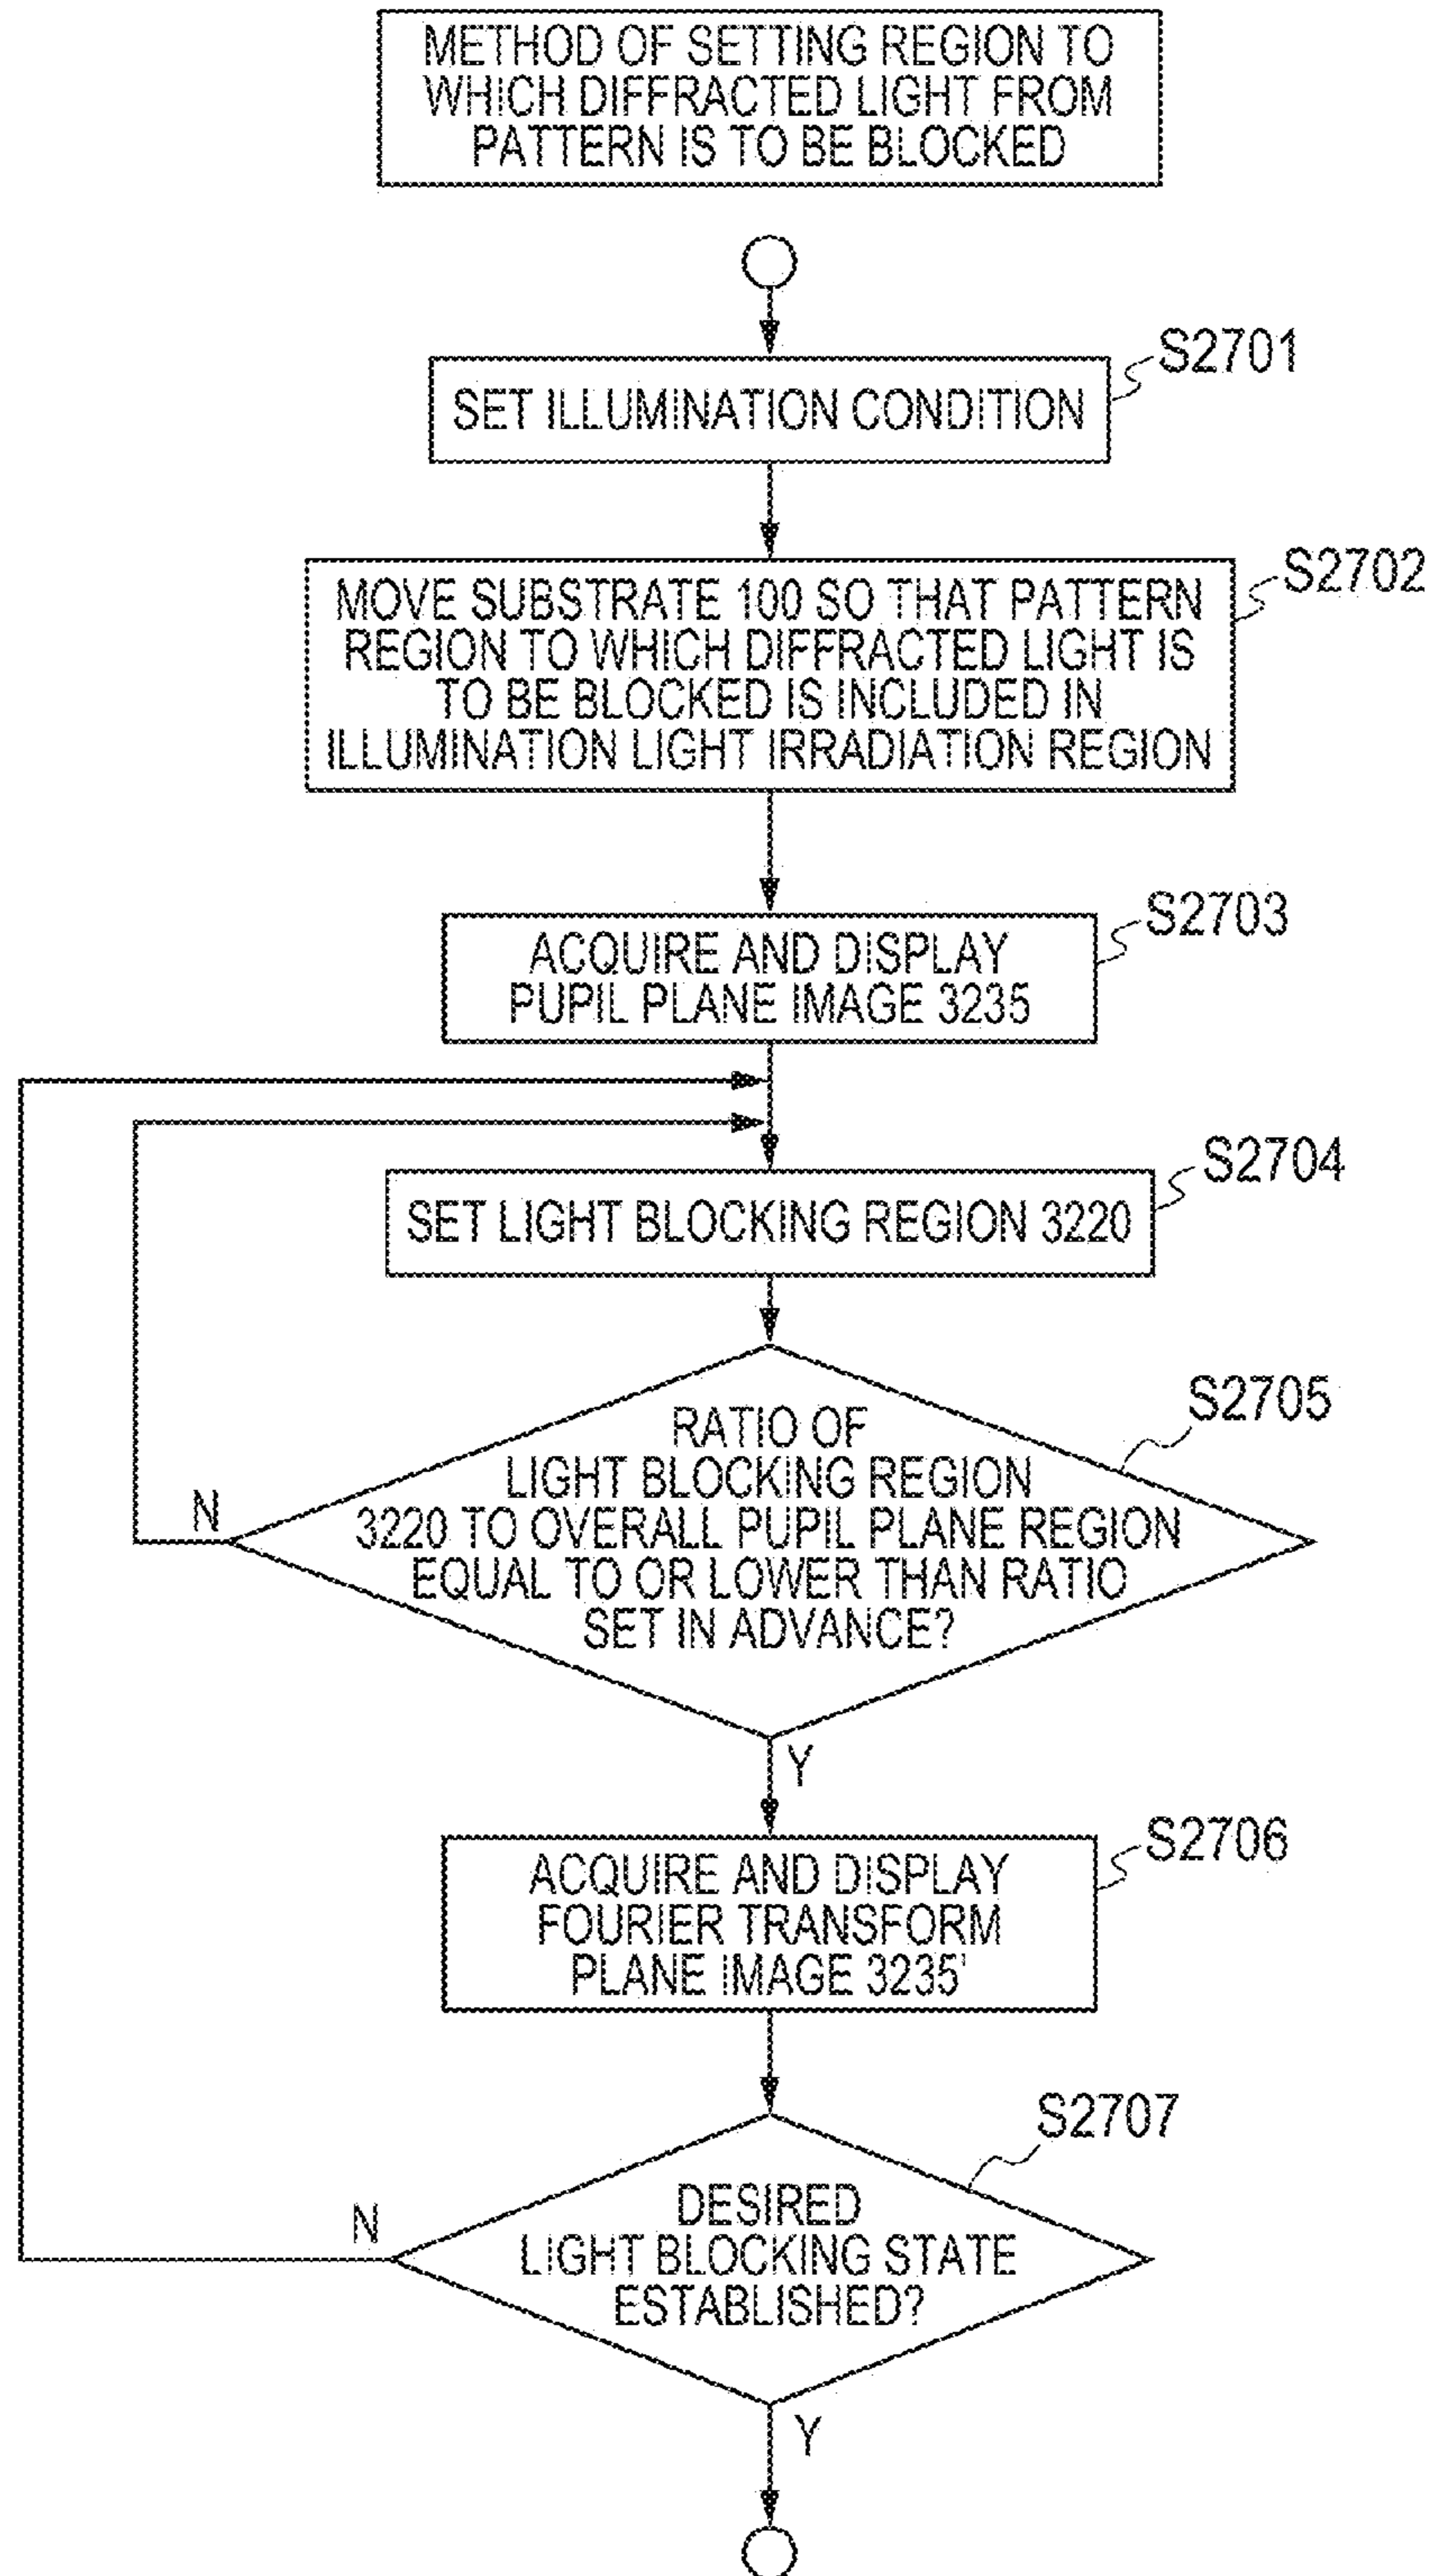 METHOD OF SETTING REGION TO
WHICH DIFFRACTED LIGHT FROM
PATTERN IS TO BE BLOCKED
S2701
SET ILLUMINATION CONDITION
S2702
MOVE SUBSTRATE 100 SO THAT PATTERN
REGION TO WHICH DIFFRACTED LIGHT IS
TO BE BLOCKED IS INCLUDED IN
ILLUMINATION LIGHT IRRADIATION REGION
S2703
ACQUIRE AND DISPLAY
PUPIL PLANE IMAGE 3235
S2704
SET LIGHT BLOCKING REGION 3220
S2705
RATIO OF
LIGHT BLOCKING REGION
3220 TO OVERALL PUPIL PLANE REGION
EQUAL TO OR LOWER THAN RATIO
SET IN ADVANCE?
N
Y
S2706
ACQUIRE AND DISPLAY
FOURIER TRANSFORM
PLANE IMAGE 3235'
S2707
DESIRED
LIGHT BLOCKING STATE
ESTABLISHED?
N
Y